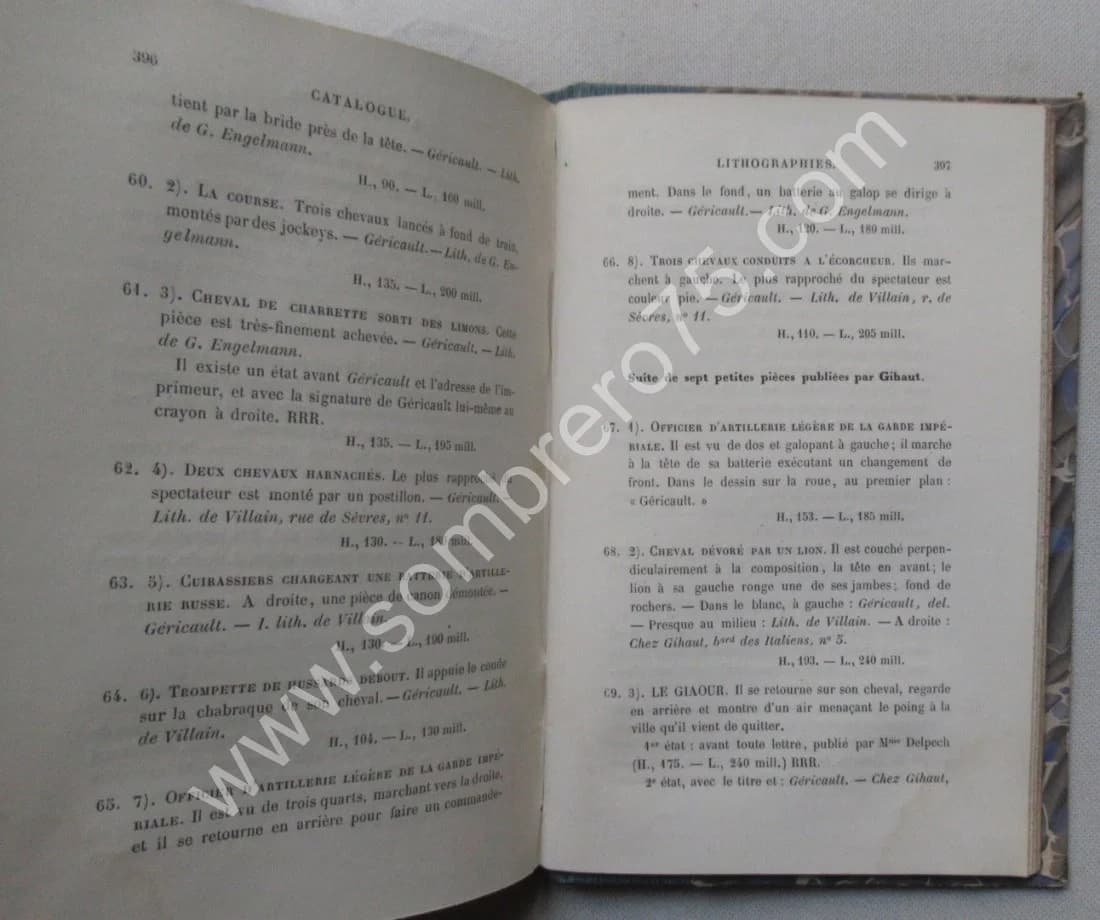 396
CATALOGUE.
tient par la bride près de la tête. — Géricault. — Lith.
de G. Engelmann.
H., 90. — L., 160 mill.
60. 2). LA COURSE. Trois chevaux lancés à fond de train,
montés par des jockeys. — Géricault. — Lith. de G. En-
gelmann.
H., 135. — L., 200 mill.
61. 3). CHEVAL DE CHARRETTE SORTI DES LIMONS. Cette
pièce est très-finement achevée. — Géricault. — Lith.
de G. Engelmann.
Il existe un état avant Géricault et l'adresse de l'im-
primeur, et avec la signature de Géricault lui-même au
crayon à droite. RRR.
H., 135. — L., 195 mill.
62. 4). DEUX CHEVAUX HARNACHÉS. Le plus rapproché
spectateur est monté par un postillon. — Géricault. —
Lith. de Villain, rue de Sèvres, n° 11.
H., 130. — L., mill.
63. 5). CUIRASSIERS CHARGEANT UNE BATTERIE D'ARTILLE-
RIE RUSSE. A droite, une pièce de canon démontée. —
Géricault. — I. lith. de Villain.
H., 130 — L., 190 mill.
64. 6). TROMPETTE DE HUSSARDS DEBOUT. Il appuie le coude
sur la chabraque de son cheval. — Géricault. — Lith.
de Villain.
H., 104. — L., 130 mill.
65. 7). OFFICIER D'ARTILLERIE LÉGÈRE DE LA GARDE IMPÉ-
RIALE. Il est vu de trois quarts, marchant vers la droite,
et il se retourne en arrière pour faire un commande-
LITHOGRAPHIES. 397
ment. Dans le fond, un batterie au galop se dirige à
droite. — Géricault. — Lith. de G. Engelmann.
H., 120. — L., 180 mill.
66. 8). TROIS CHEVAUX CONDUITS A L'ÉCORCHEUR. Ils mar-
chent à gauche. Le plus rapproché du spectateur est
couleur pie. — Géricault. — Lith. de Villain, r. de
Sèvres, n° 11.
H., 110. — L., 205 mill.
Suite de sept petites pièces publiées par Gihaut.
67. 1). OFFICIER D'ARTILLERIE LÉGÈRE DE LA GARDE IMPÉ-
RIALE. Il est vu de dos et galopant à gauche; il marche
à la tête de sa batterie exécutant un changement de
front. Dans le dessin sur la roue, au premier plan :
« Géricault. »
H., 153. — L., 185 mill.
68. 2). CHEVAL DÉVORÉ PAR UN LION. Il est couché perpen-
diculairement à la composition, la tête en avant; le
lion à sa gauche ronge une de ses jambes; fond de
rochers. — Dans le blanc, à gauche : Géricault, del.
— Presque au milieu : Lith. de Villain. — A droite :
Chez Gihaut, bard des Italiens, n° 5.
H., 193. — L., 240 mill.
69. 3). LE GIAOUR. Il se retourne sur son cheval, regarde
en arrière et montre d'un air menaçant le poing à la
ville qu'il vient de quitter.
1er état : avant toute lettre, publié par Mme Delpech
(H., 175. — L., 240 mill.) RRR.
2e état, avec le titre et : Géricault. — Chez Gihaut,
www.sombrero75.com